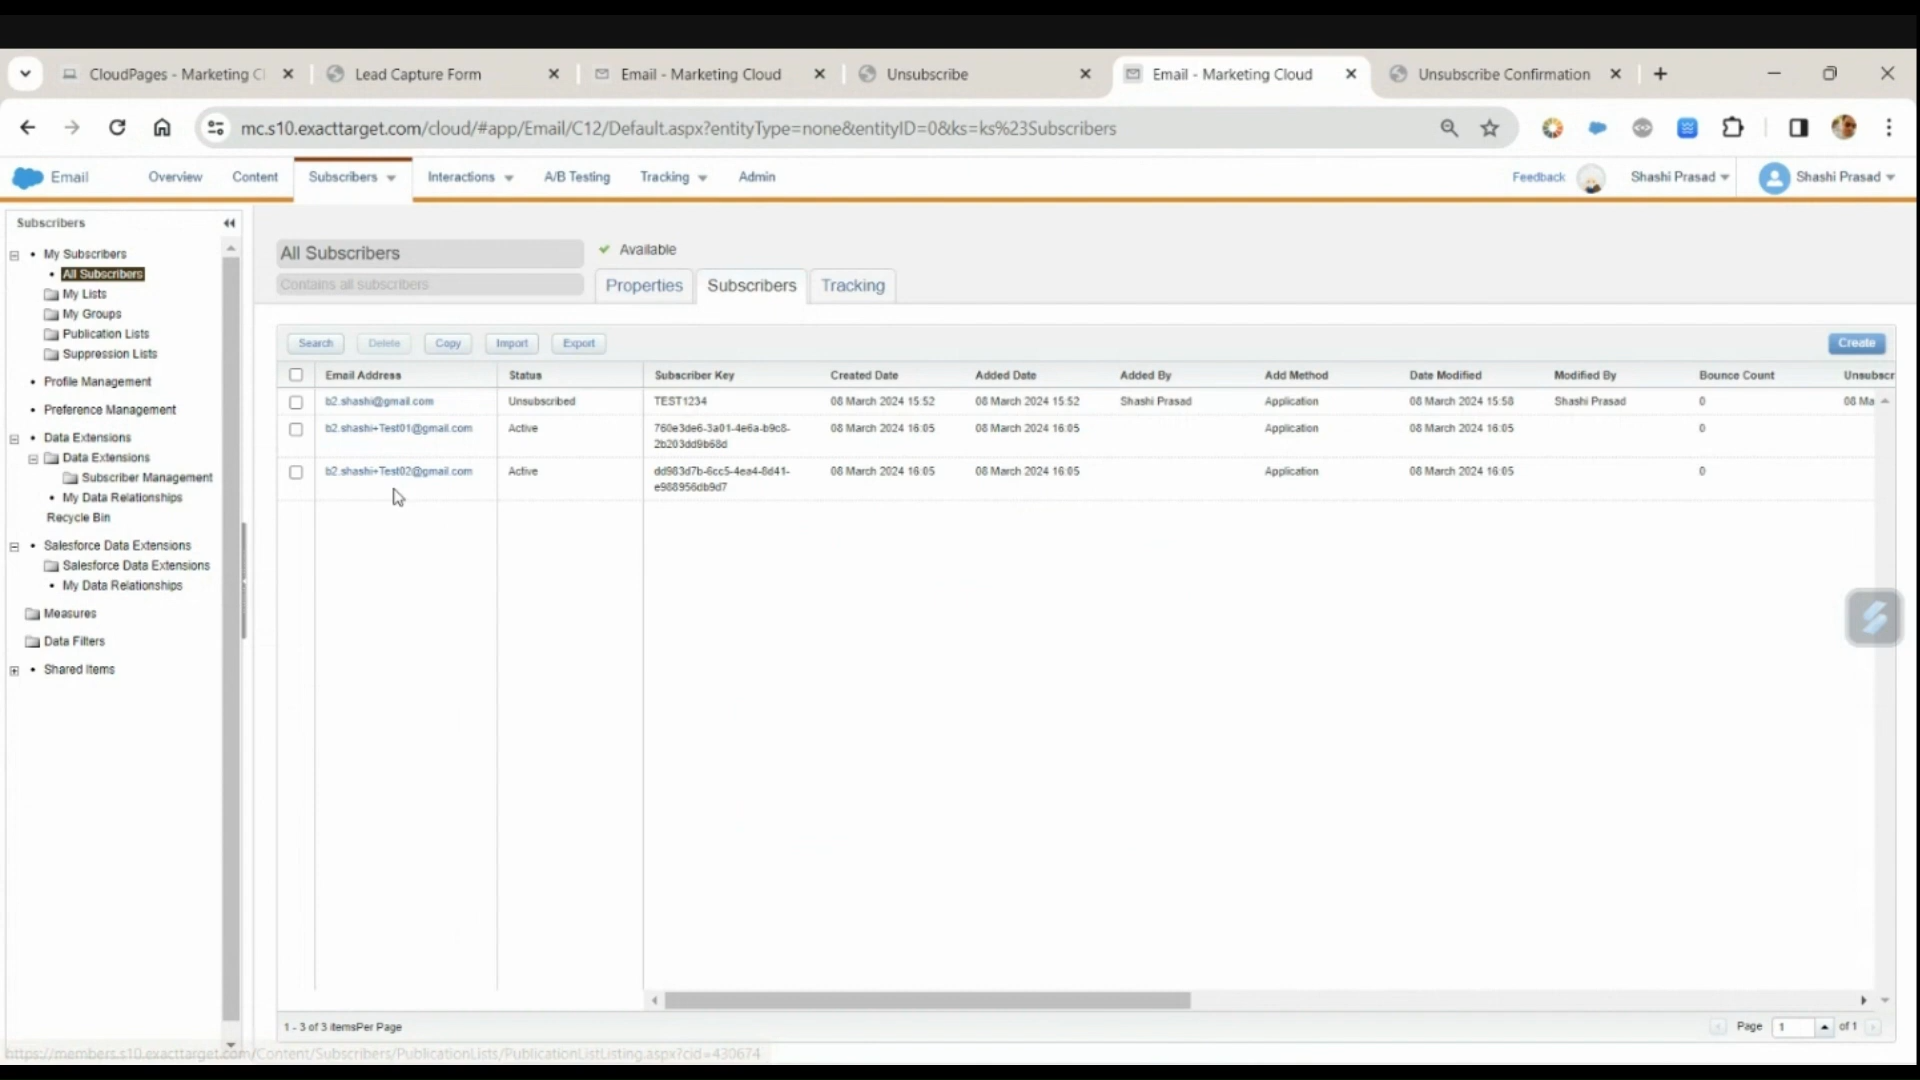 CloudPages - Marketing Cl
Lead Capture Form
Email - Marketing Cloud
Unsubscribe
Email - Marketing Cloud
Unsubscribe Confirmation
mc.s10.exacttarget.com/cloud/#app/Email/C12/Default.aspx?entityType=none&entityID=0&ks=ks%23Subscribers
Email
Overview
Content
Subscribers
Interactions
A/B Testing
Tracking
Admin
Feedback
Shashi Prasad
Shashi Prasad
Subscribers
My Subscribers
All Subscribers
My Lists
My Groups
Publication Lists
Suppression Lists
Profile Management
Preference Management
Data Extensions
Data Extensions
Subscriber Management
My Data Relationships
Recycle Bin
Salesforce Data Extensions
Salesforce Data Extensions
My Data Relationships
Measures
Data Filters
Shared Items
All Subscribers
Available
Contains all subscribers
Properties
Subscribers
Tracking
Search
Delete
Copy
Import
Export
Create
Email Address Status Subscriber Key Created Date Added Date Added By Add Method Date Modified Modified By Bounce Count Unsubscr
b2.shashi@gmail.com Unsubscribed TEST1234 08 March 2024 15:52 08 March 2024 15:52 Shashi Prasad Application 08 March 2024 15:58 Shashi Prasad 0 08 Ma
b2.shashi+Test01@gmail.com Active 760e3de6-3a01-4e6a-b9c8- 08 March 2024 16:05 08 March 2024 16:05 Application 08 March 2024 16:05 0
2b203dd9b68d
b2.shashi+Test02@gmail.com Active dd983d7b-6cc5-4ea4-8d41- 08 March 2024 16:05 08 March 2024 16:05 Application 08 March 2024 16:05 0
e988956db9d7
1 - 3 of 3 itemsPer Page
Page 1 of 1
https://members.s10.exacttarget.com/Content/Subscribers/PublicationLists/PublicationListListing.aspx?cid=430674